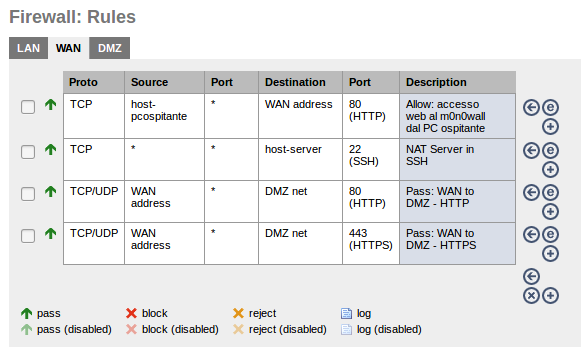 Firewall: Rules
LAN WAN DMZ
Proto Source Port Destination Port Description
TCP host-pcospitante * WAN address 80 (HTTP) Allow: accesso web al m0n0wall dal PC ospitante
TCP * * host-server 22 (SSH) NAT Server in SSH
TCP/UDP WAN address * DMZ net 80 (HTTP) Pass: WAN to DMZ - HTTP
TCP/UDP WAN address * DMZ net 443 (HTTPS) Pass: WAN to DMZ - HTTPS
pass block reject log
pass (disabled) block (disabled) reject (disabled) log (disabled)